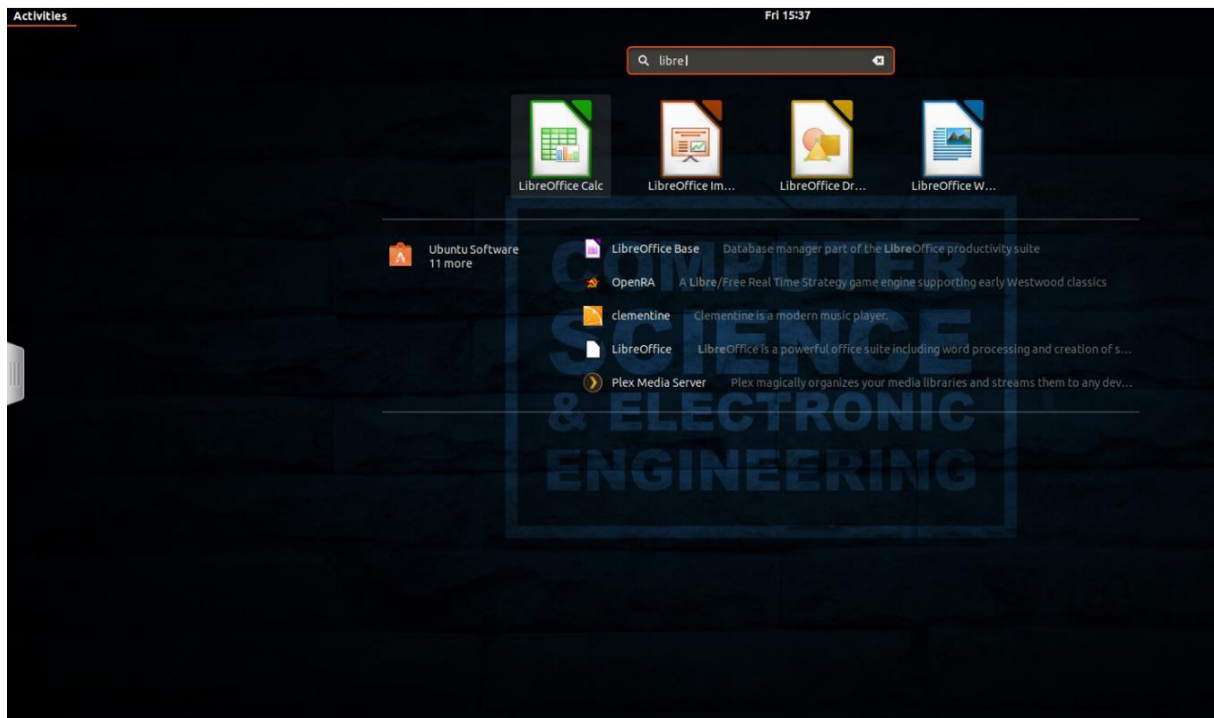 Activities
Fri 15:37
libre
LibreOffice Calc
LibreOffice Im...
LibreOffice Dr...
LibreOffice W...
Ubuntu Software
11 more
LibreOffice Base Database manager part of the LibreOffice productivity suite
OpenRA A Libre/Free Real Time Strategy game engine supporting early Westwood classics
clementine Clementine is a modern music player.
LibreOffice LibreOffice is a powerful office suite including word processing and creation of s...
Plex Media Server Plex magically organizes your media libraries and streams them to any dev...
COMPUTER
SCIENCE
& ELECTRONIC
ENGINEERING